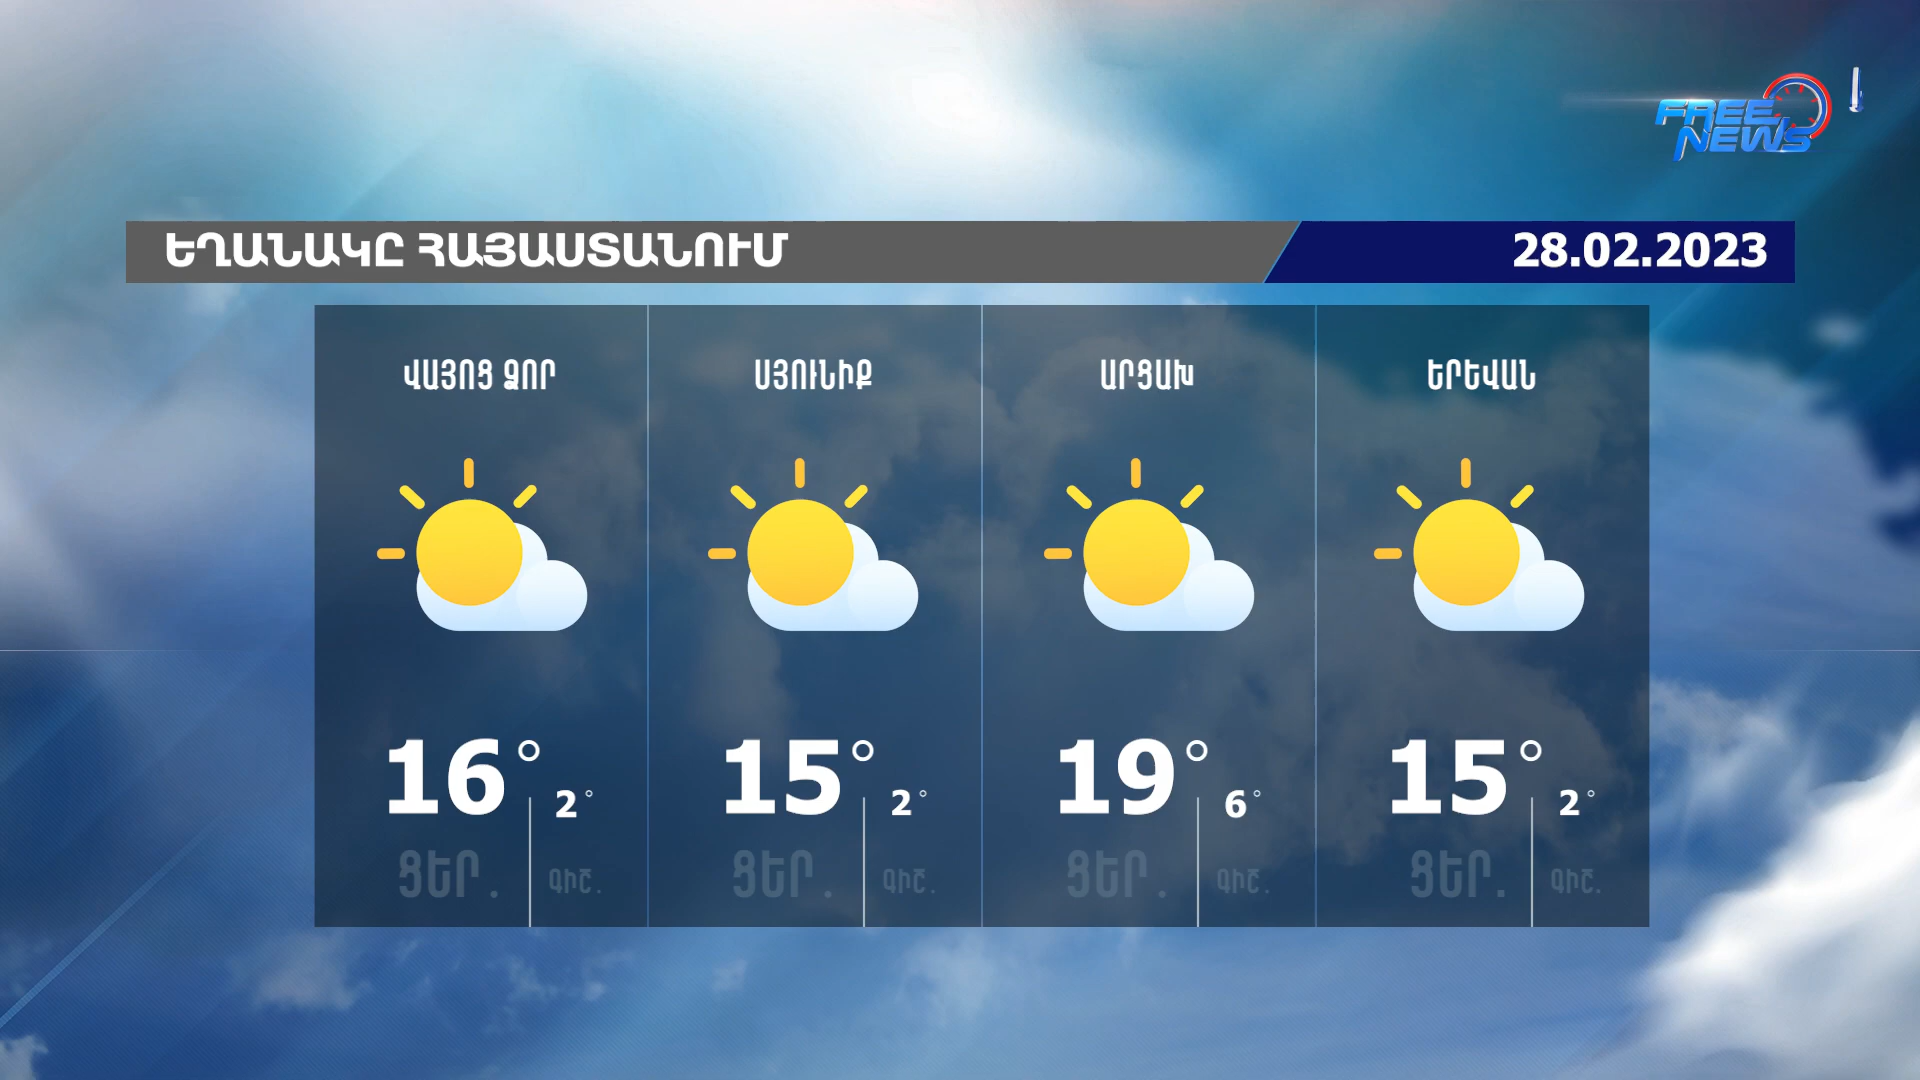 FREE
NEWS
ԵՂԱՆԱԿԸ ՀԱՅԱՍՏԱՆՈՒՄ
28.02.2023
ՎԱՅՈՑ ՁՈՐ
ՍՅՈՒՆԻՔ
ԱՐՑԱԽ
ԵՐԵՎԱՆ
16° 2°
15° 2°
19° 6°
15° 2°
ՑԵՐ. ԳԻՇ.
ՑԵՐ. ԳԻՇ.
ՑԵՐ. ԳԻՇ.
ՑԵՐ. ԳԻՇ.